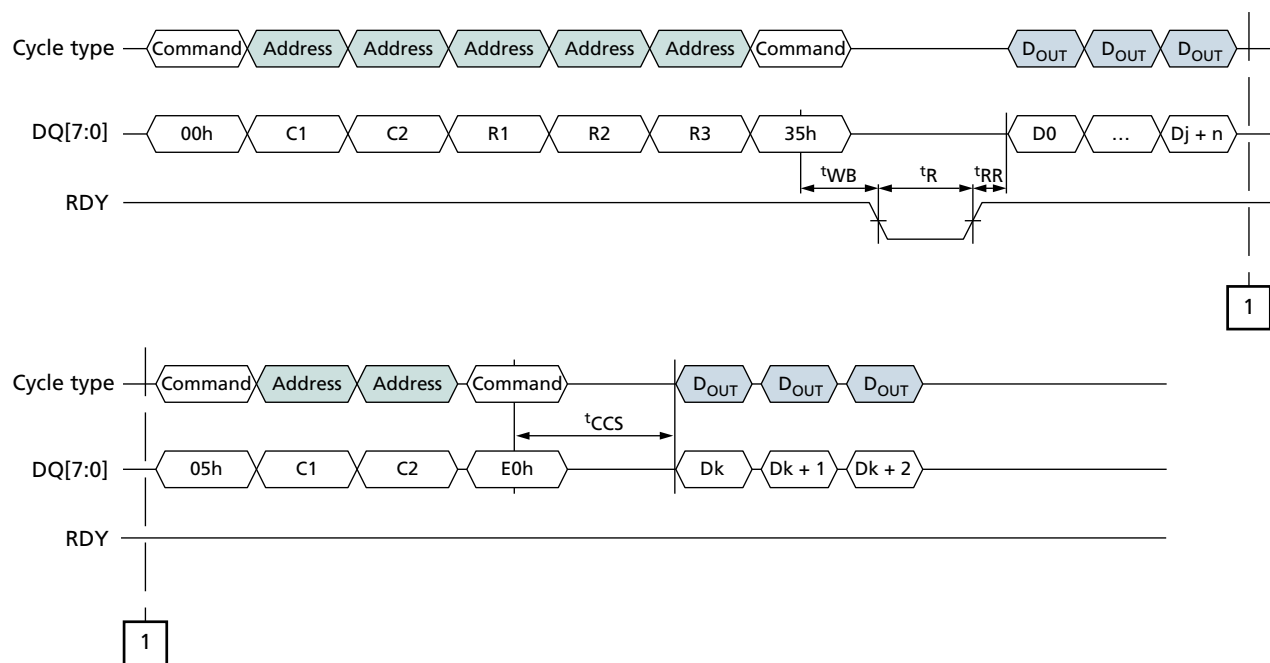 Cycle type Command Address Address Address Address Address Command DOUT DOUT DOUT
DQ[7:0] 00h C1 C2 R1 R2 R3 35h D0 … Dj + n
tWB tR tRR
RDY
1
Cycle type Command Address Address Command DOUT DOUT DOUT
tCCS
DQ[7:0] 05h C1 C2 E0h Dk Dk + 1 Dk + 2
RDY
1